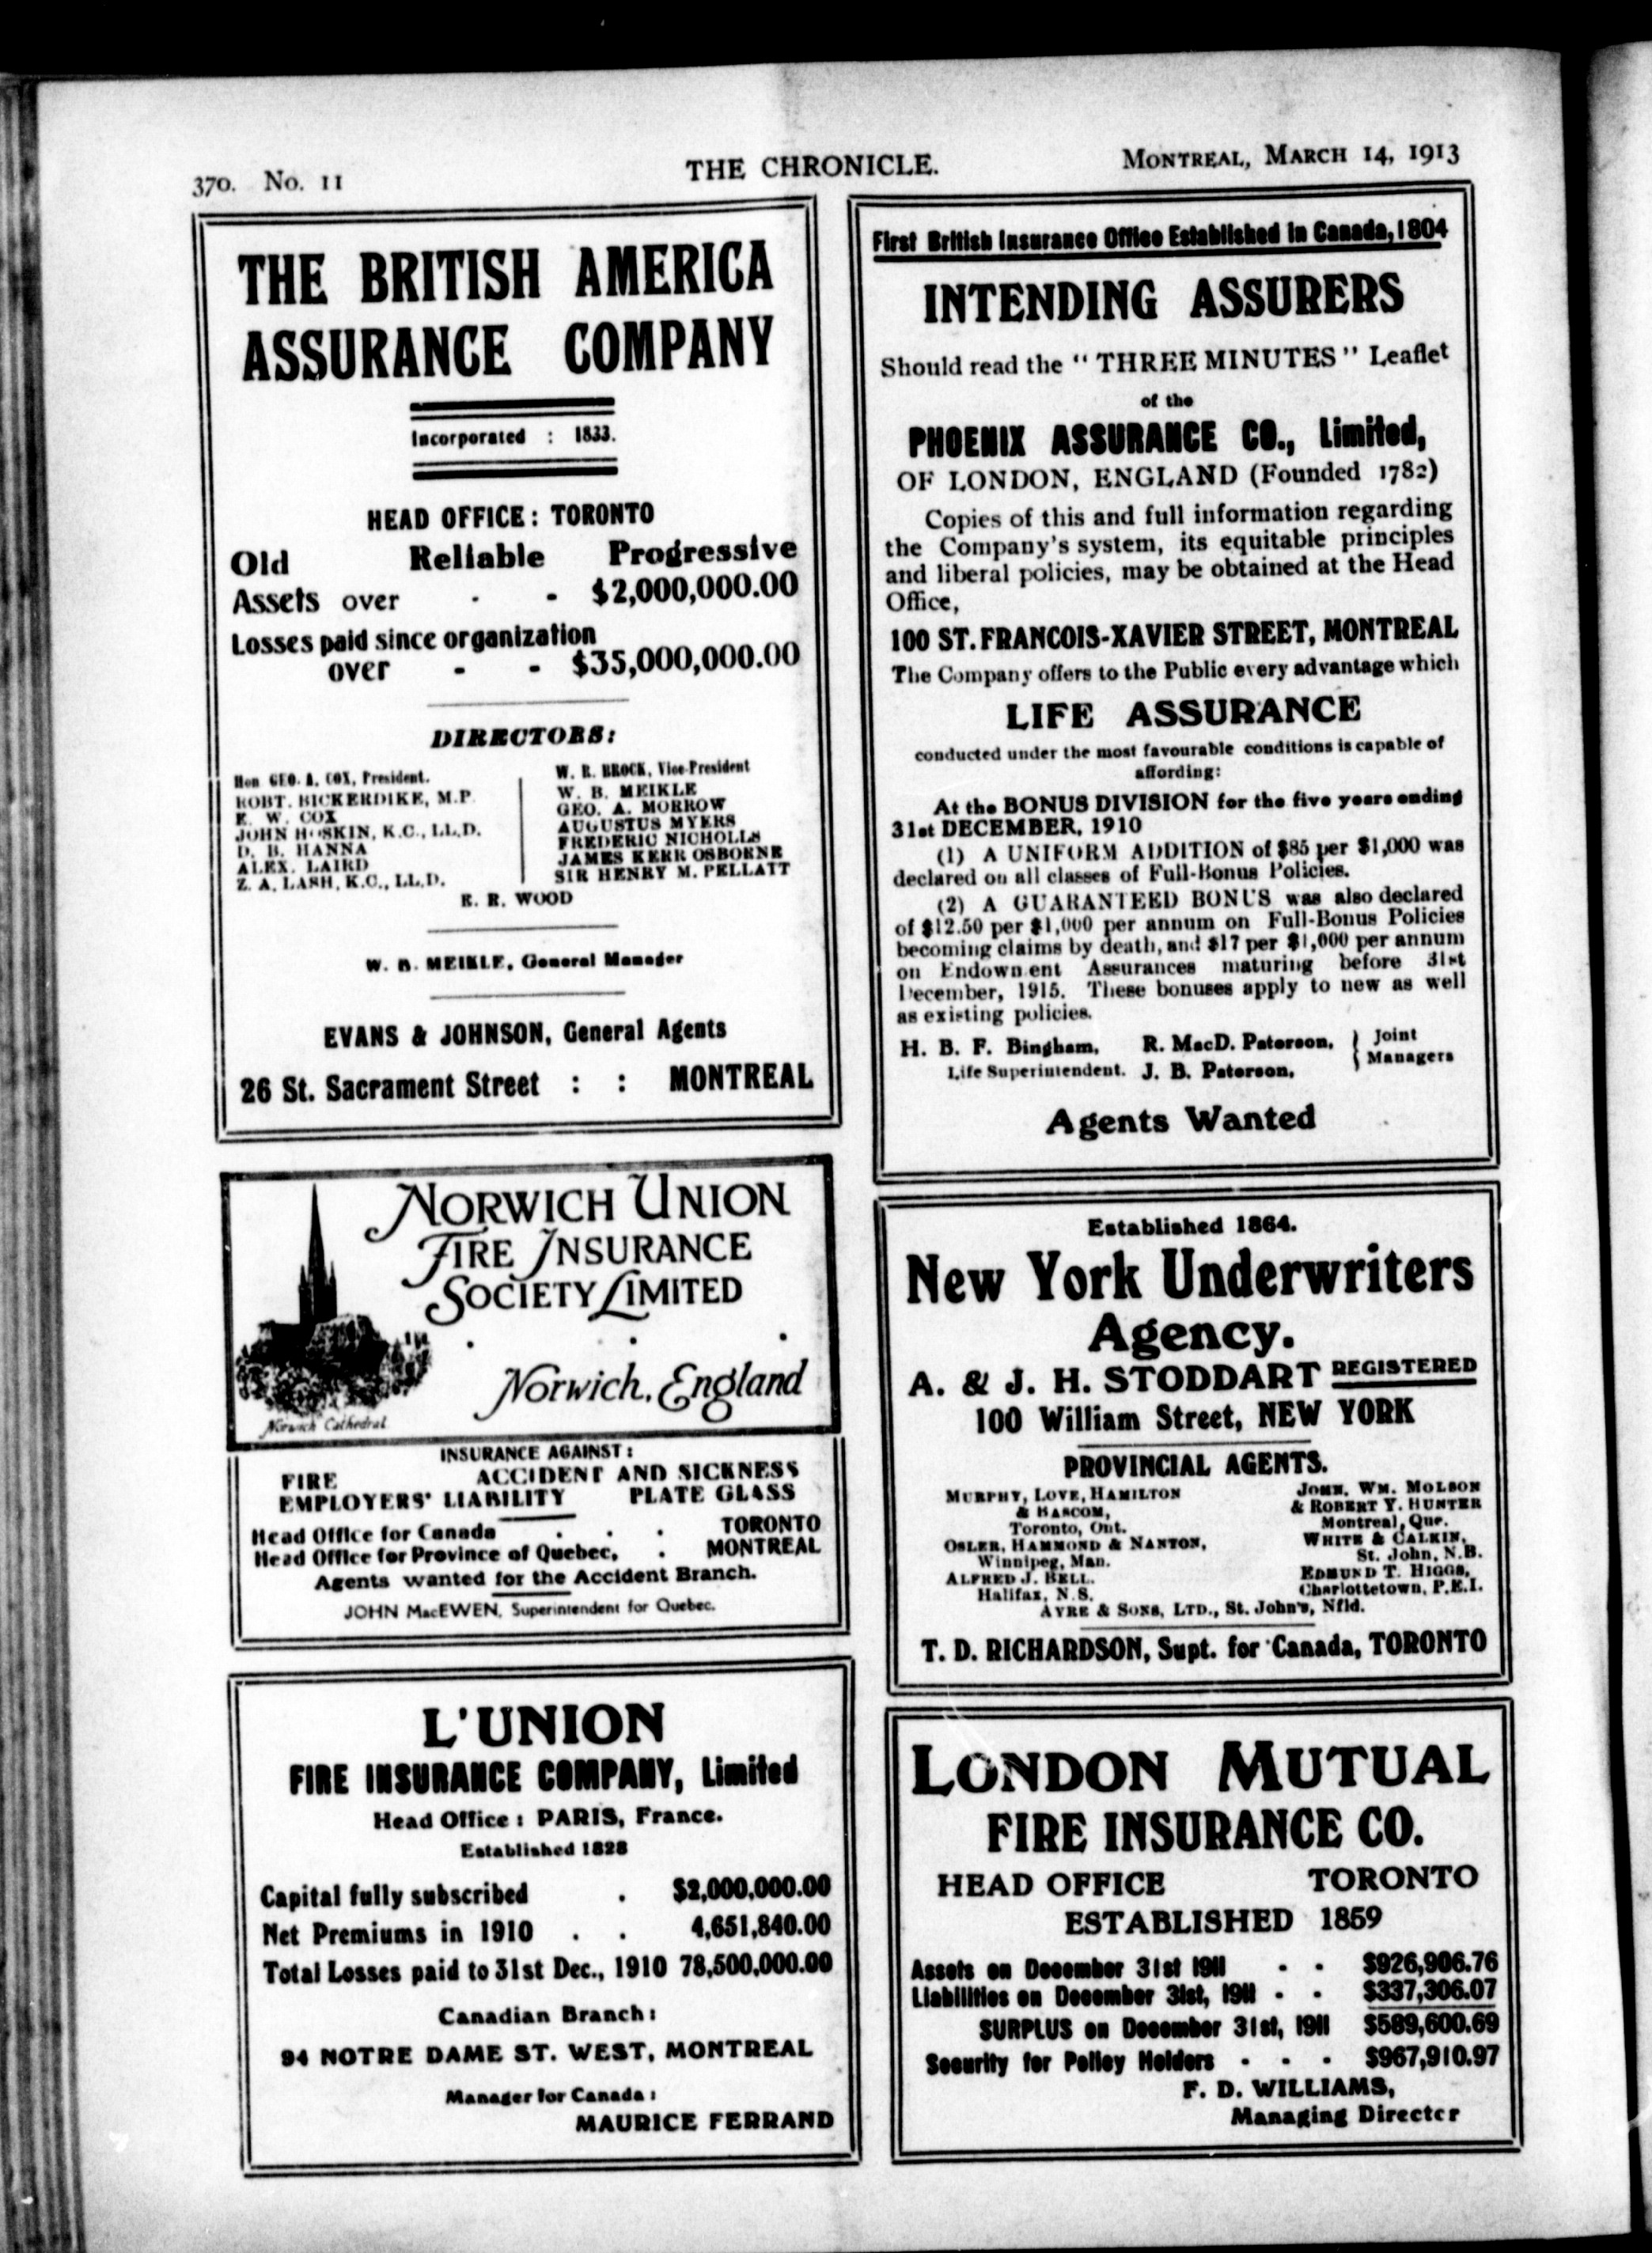 370. No. 11
THE CHRONICLE.
MONTREAL, MARCH 14, 1913
THE BRITISH AMERICA
ASSURANCE COMPANY
Incorporated : 1833.
HEAD OFFICE: TORONTO
Old Reliable Progressive
Assets over - - $2,000,000.00
Losses paid since organization
over - - $35,000,000.00
DIRECTORS:
Hon GEO. A. COX, President.
ROBT. BICKERDIKE, M.P.
E. W. COX
JOHN HOSKIN, K.C., LL.D.
D. B. HANNA
ALEX. LAIRD
Z. A. LASH, K.C., LL.D.
W. R. BROCK, Vice-President
W. B. MEIKLE
GEO. A. MORROW
AUGUSTUS MYERS
FREDERIC NICHOLLS
JAMES KERR OSBORNE
SIR HENRY M. PELLATT
E. R. WOOD
W. B. MEIKLE, General Manager
EVANS & JOHNSON, General Agents
26 St. Sacrament Street : : MONTREAL
NORWICH UNION
FIRE INSURANCE
SOCIETY LIMITED
Norwich, England
Norwich Cathedral
INSURANCE AGAINST:
FIRE ACCIDENT AND SICKNESS
EMPLOYERS' LIABILITY PLATE GLASS
Head Office for Canada . . . TORONTO
Head Office for Province of Quebec, . MONTREAL
Agents wanted for the Accident Branch.
JOHN MacEWEN, Superintendent for Quebec.
L'UNION
FIRE INSURANCE COMPANY, Limited
Head Office: PARIS, France.
Established 1828
Capital fully subscribed . $2,000,000.00
Net Premiums in 1910 . . 4,651,840.00
Total Losses paid to 31st Dec., 1910 78,500,000.00
Canadian Branch:
94 NOTRE DAME ST. WEST, MONTREAL
Manager for Canada:
MAURICE FERRAND
First British Insurance Office Established in Canada, 1804
INTENDING ASSURERS
Should read the "THREE MINUTES" Leaflet
of the
PHOENIX ASSURANCE CO., Limited,
OF LONDON, ENGLAND (Founded 1782)
Copies of this and full information regarding
the Company's system, its equitable principles
and liberal policies, may be obtained at the Head
Office,
100 ST. FRANCOIS-XAVIER STREET, MONTREAL
The Company offers to the Public every advantage which
LIFE ASSURANCE
conducted under the most favourable conditions is capable of
affording:
At the BONUS DIVISION for the five years ending
31st DECEMBER, 1910
(1) A UNIFORM ADDITION of $85 per $1,000 was
declared on all classes of Full-Bonus Policies.
(2) A GUARANTEED BONUS was also declared
of $12.50 per $1,000 per annum on Full-Bonus Policies
becoming claims by death, and $17 per $1,000 per annum
on Endowment Assurances maturing before 31st
December, 1915. These bonuses apply to new as well
as existing policies.
H. B. F. Bingham, R. MacD. Paterson, } Joint
Life Superintendent. J. B. Paterson, Managers
Agents Wanted
Established 1864.
New York Underwriters
Agency.
A. & J. H. STODDART REGISTERED
100 William Street, NEW YORK
PROVINCIAL AGENTS.
MURPHY, LOVE, HAMILTON
& BASCOM,
Toronto, Ont.
OSLER, HAMMOND & NANTON,
Winnipeg, Man.
ALFRED J. BELL.
Halifax, N.S.
JOHN, WM. MOLSON
& ROBERT Y. HUNTER
Montreal, Que.
WHITE & CALKIN,
St. John, N.B.
EDMUND T. HIGGS,
Charlottetown, P.E.I.
AYRE & SONS, LTD., St. John's, Nfld.
T. D. RICHARDSON, Supt. for Canada, TORONTO
LONDON MUTUAL
FIRE INSURANCE CO.
HEAD OFFICE TORONTO
ESTABLISHED 1859
Assets on December 31st 1911 - - $926,906.76
Liabilities on December 31st, 1911 - - $337,306.07
SURPLUS on December 31st, 1911 $589,600.69
Security for Policy Holders - - - $967,910.97
F. D. WILLIAMS,
Managing Director